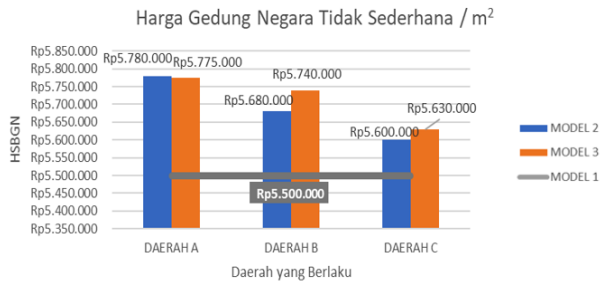 Harga Gedung Negara Tidak Sederhana / m²
HSBGN
Rp5.850.000
Rp5.800.000
Rp5.750.000
Rp5.700.000
Rp5.650.000
Rp5.600.000
Rp5.550.000
Rp5.500.000
Rp5.450.000
Rp5.400.000
Rp5.350.000
Rp5.780.000
Rp5.775.000
Rp5.680.000
Rp5.740.000
Rp5.600.000
Rp5.630.000
Rp5.500.000
DAERAH A
DAERAH B
DAERAH C
Daerah yang Berlaku
MODEL 2
MODEL 3
MODEL 1